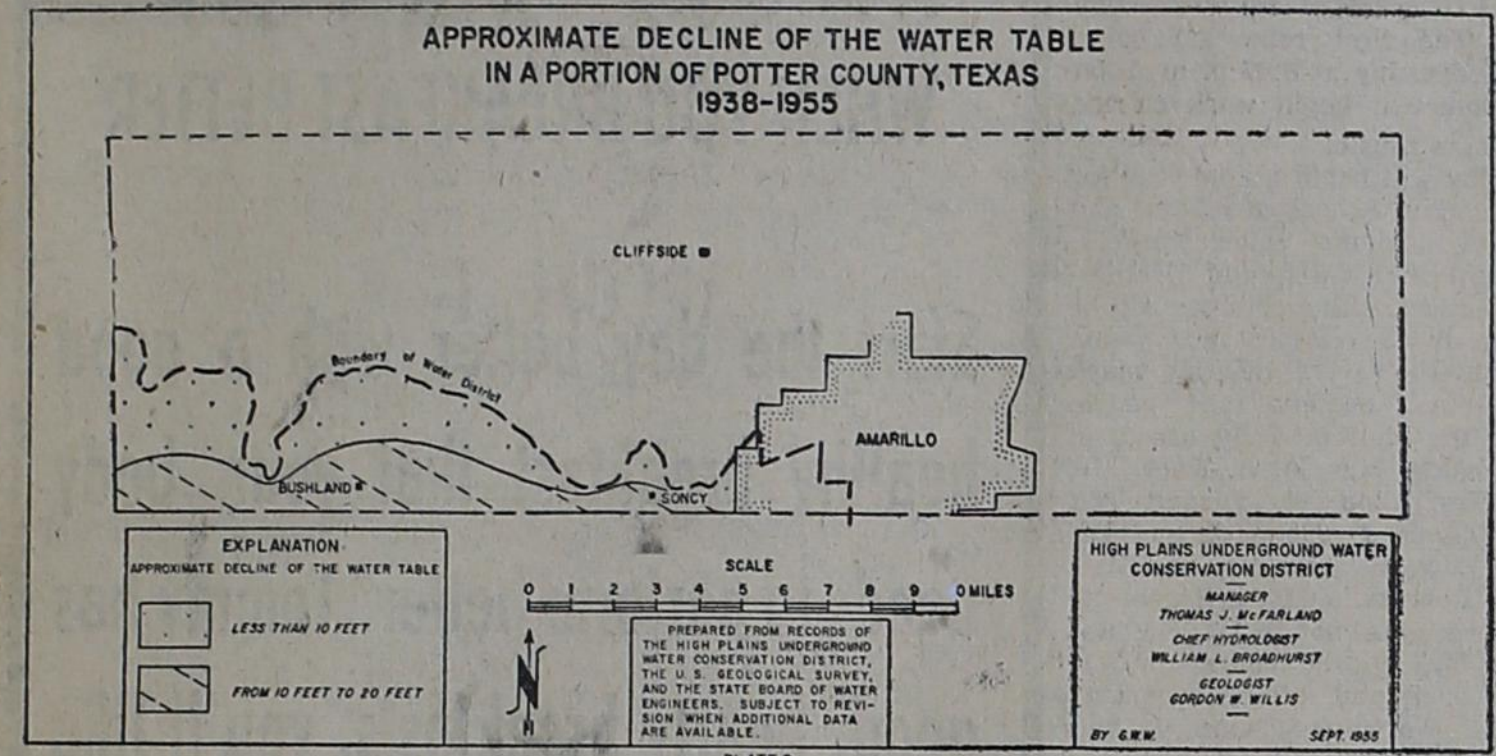 APPROXIMATE DECLINE OF THE WATER TABLE
IN A PORTION OF POTTER COUNTY, TEXAS
1938-1955
CLIFFSIDE
Boundary of Water District
AMARILLO
BUSHLAND
SONCY
EXPLANATION
APPROXIMATE DECLINE OF THE WATER TABLE
LESS THAN 10 FEET
FROM 10 FEET TO 20 FEET
SCALE
0 1 2 3 4 5 6 7 8 9 0 MILES
N
PREPARED FROM RECORDS OF
THE HIGH PLAINS UNDERGROUND
WATER CONSERVATION DISTRICT,
THE U.S. GEOLOGICAL SURVEY,
AND THE STATE BOARD OF WATER
ENGINEERS. SUBJECT TO REVI-
SION WHEN ADDITIONAL DATA
ARE AVAILABLE.
HIGH PLAINS UNDERGROUND WATER
CONSERVATION DISTRICT
MANAGER
THOMAS J. McFARLAND
CHIEF HYDROLOGIST
WILLIAM L. BROADHURST
GEOLOGIST
GORDON W. WILLIS
BY G.W.W. SEPT. 1955